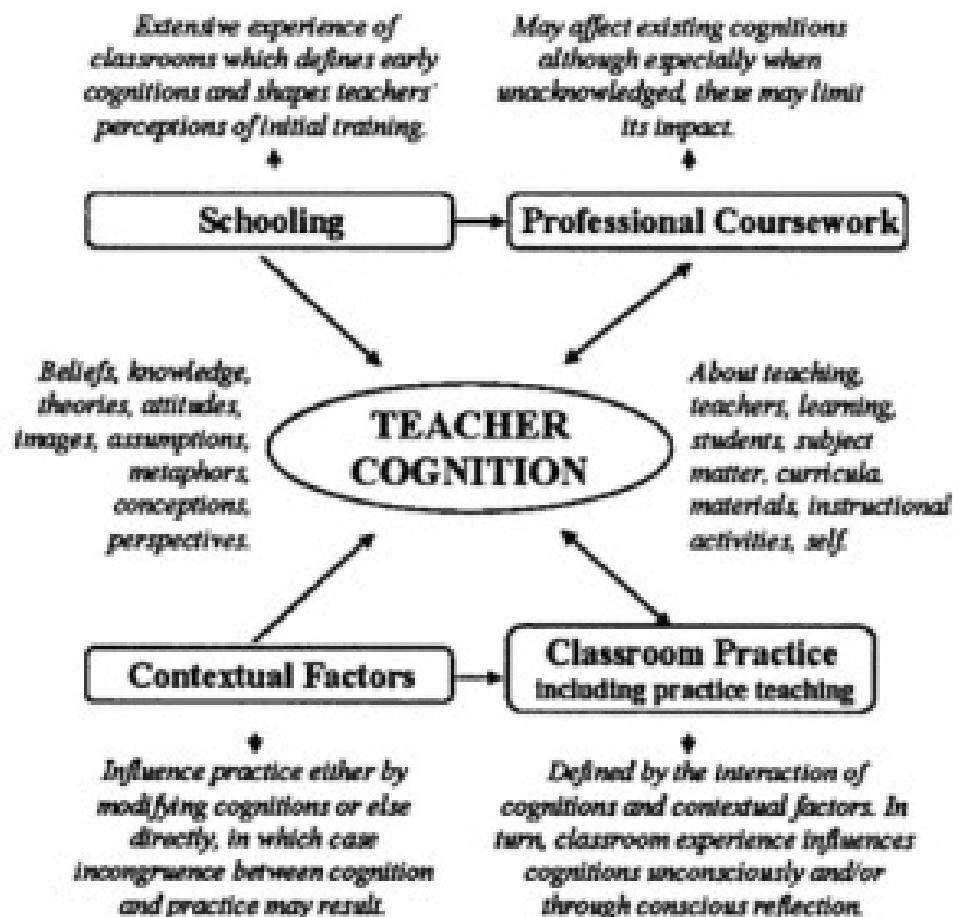 Extensive experience of
classrooms which defines early
cognitions and shapes teachers'
perceptions of initial training.
May affect existing cognitions
although especially when
unacknowledged, these may limit
its impact.
Schooling
Professional Coursework
Beliefs, knowledge,
theories, attitudes,
images, assumptions,
metaphors,
conceptions,
perspectives.
TEACHER
COGNITION
About teaching,
teachers, learning,
students, subject
matter, curricula,
materials, instructional
activities, self.
Contextual Factors
Classroom Practice
including practice teaching
Influence practice either by
modifying cognitions or else
directly, in which case
incongruence between cognition
and practice may result.
Defined by the interaction of
cognitions and contextual factors. In
turn, classroom experience influences
cognitions unconsciously and/or
through conscious reflection.